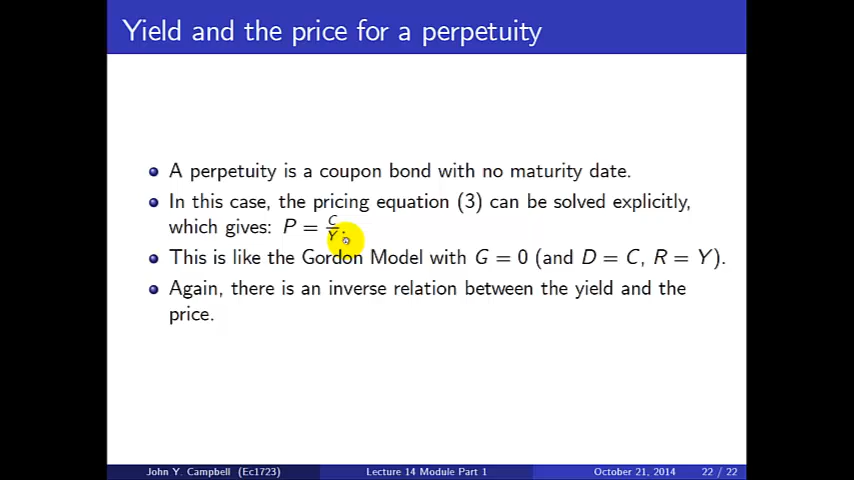 Yield and the price for a perpetuity
A perpetuity is a coupon bond with no maturity date.
In this case, the pricing equation (3) can be solved explicitly,
which gives: P = C/Y.
This is like the Gordon Model with G = 0 (and D = C, R = Y).
Again, there is an inverse relation between the yield and the
price.
John Y. Campbell (Ec1723) Lecture 14 Module Part 1 October 21, 2014 22 / 22